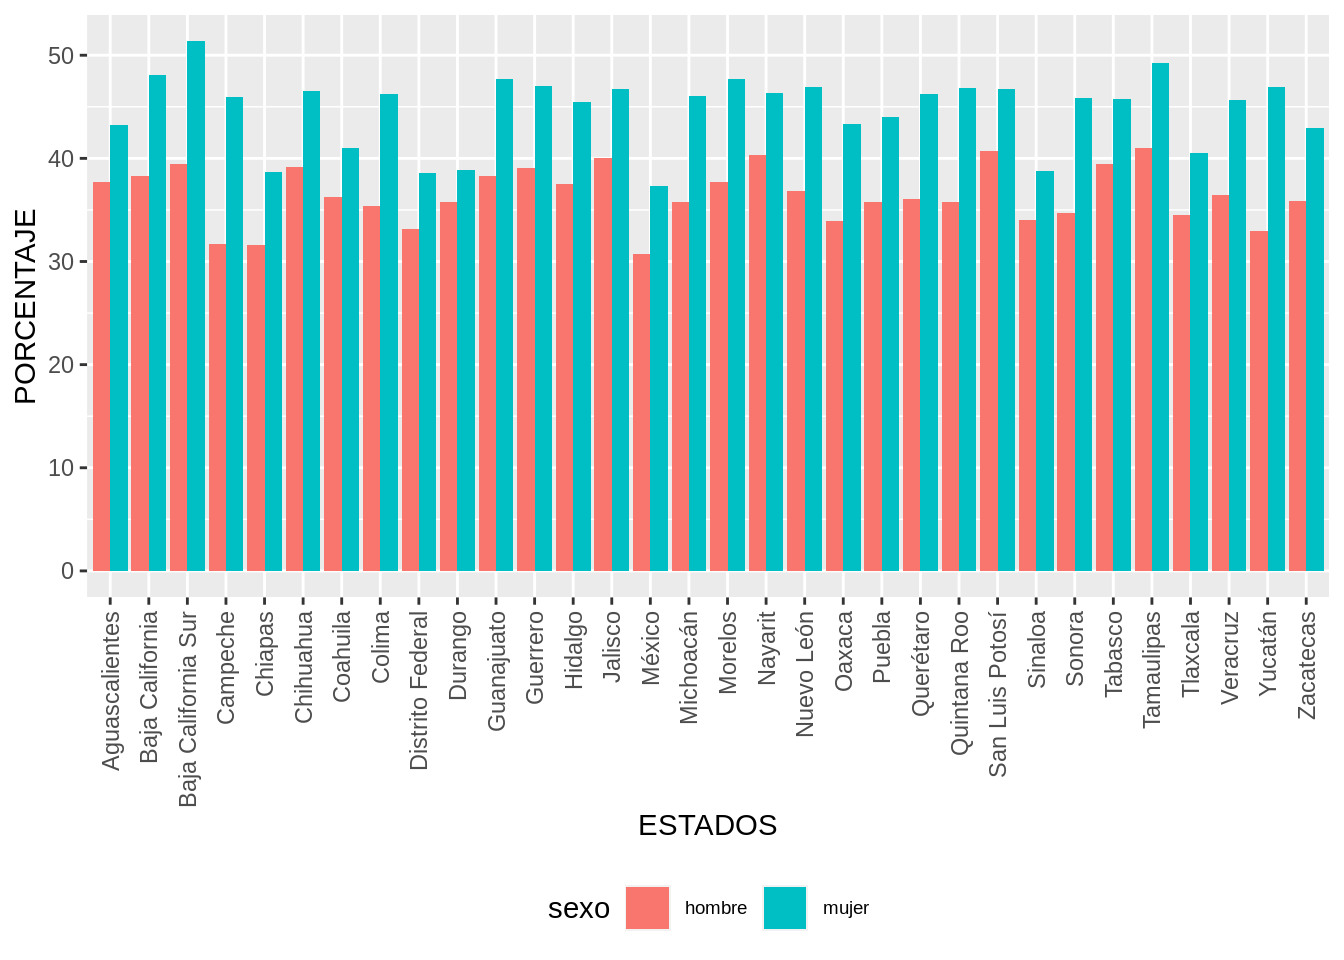 PORCENTAJE
50
40
30
20
10
0
Aguascalientes
Baja California
Baja California Sur
Campeche
Chiapas
Chihuahua
Coahuila
Colima
Distrito Federal
Durango
Guanajuato
Guerrero
Hidalgo
Jalisco
México
Michoacán
Morelos
Nayarit
Nuevo León
Oaxaca
Puebla
Querétaro
Quintana Roo
San Luis Potosí
Sinaloa
Sonora
Tabasco
Tamaulipas
Tlaxcala
Veracruz
Yucatán
Zacatecas
ESTADOS
sexo hombre mujer